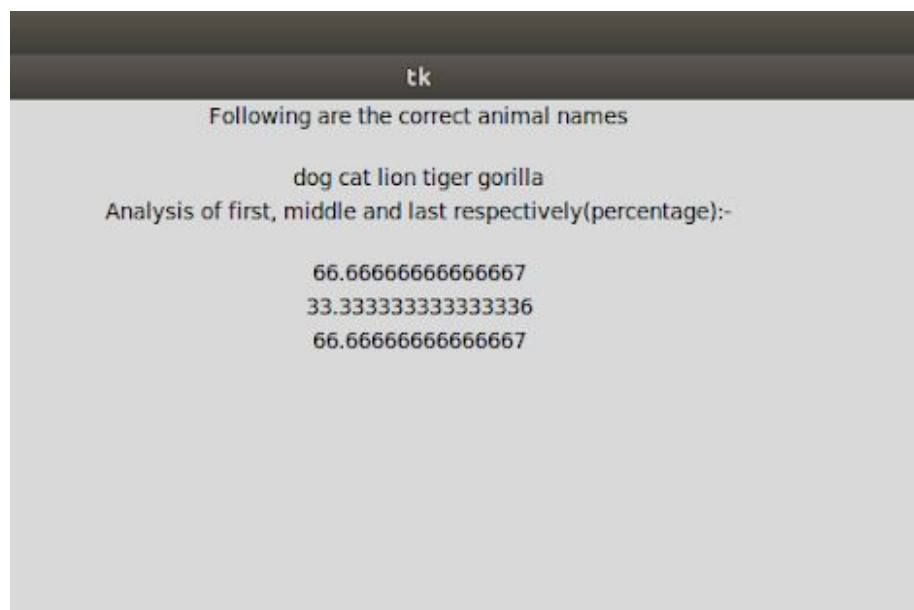 tk
Following are the correct animal names
dog cat lion tiger gorilla
Analysis of first, middle and last respectively(percentage):-
66.66666666666667
33.333333333333336
66.66666666666667